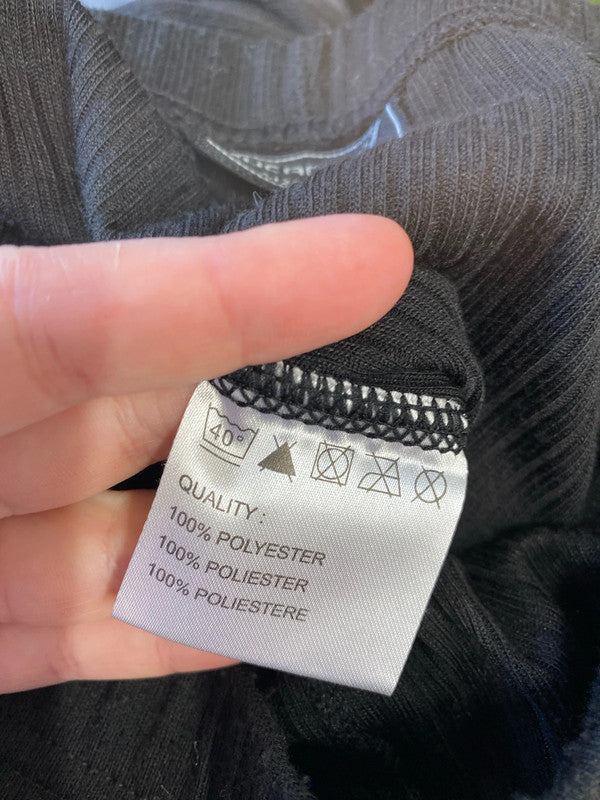 40°
QUALITY:
100% POLYESTER
100% POLIESTER
100% POLIESTERE